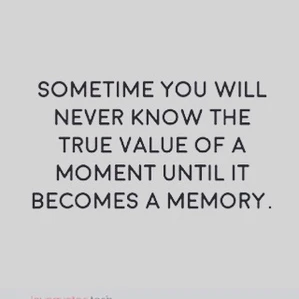 SOMETIME YOU WILL
NEVER KNOW THE
TRUE VALUE OF A
MOMENT UNTIL IT
BECOMES A MEMORY.